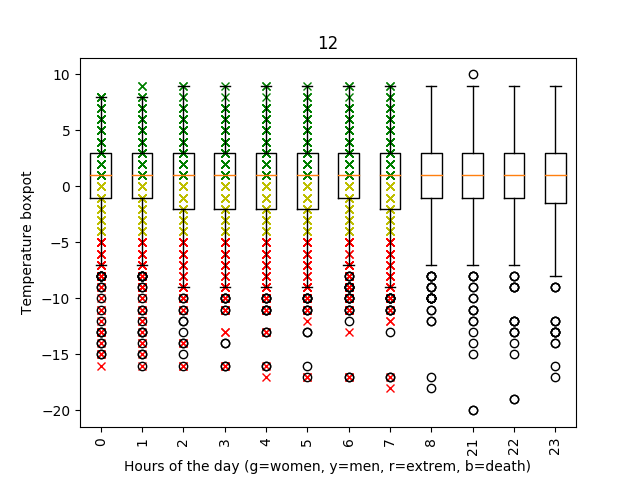 12
10
5
0
−5
−10
−15
−20
Temperature boxpot
0 1 2 3 4 5 6 7 8 21 22 23
Hours of the day (g=women, y=men, r=extrem, b=death)